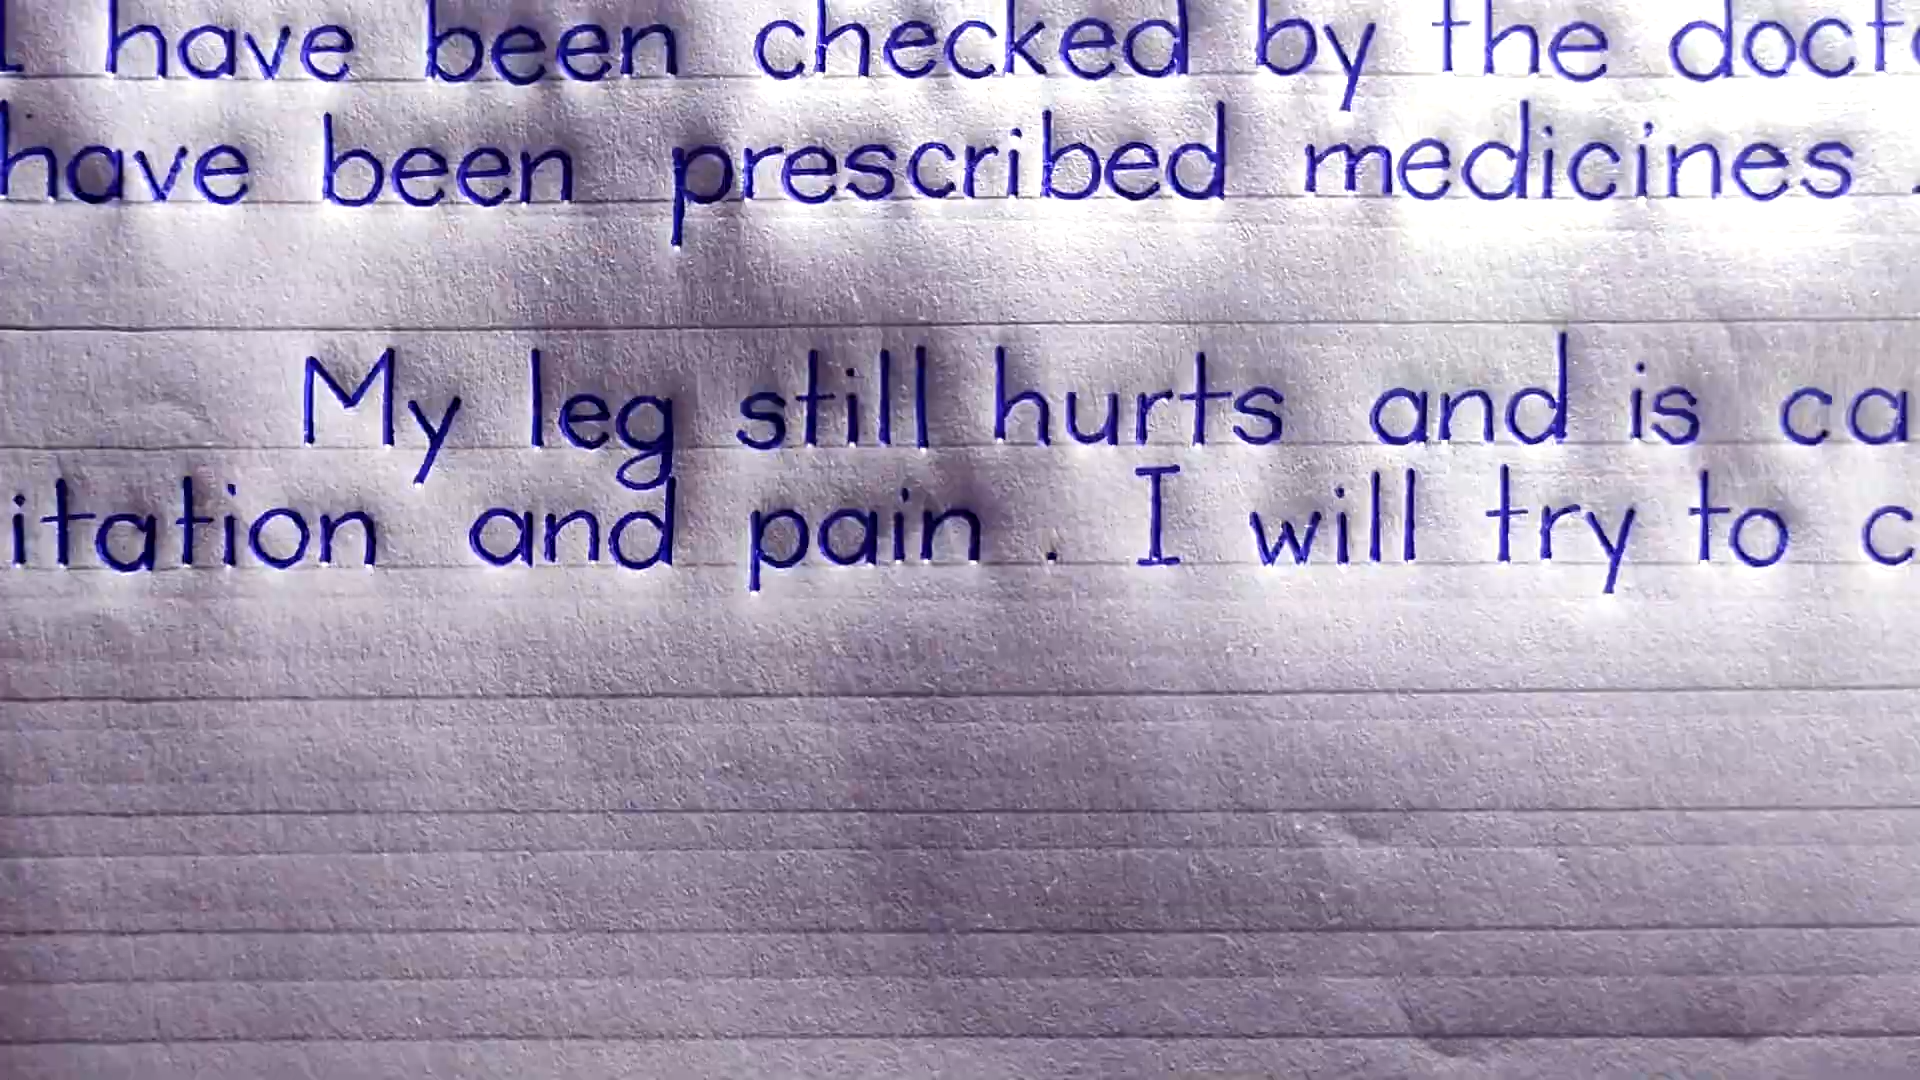 I have been checked by the
have been prescribed medicines
My leg still hurts and is
itation and pain . I will try to